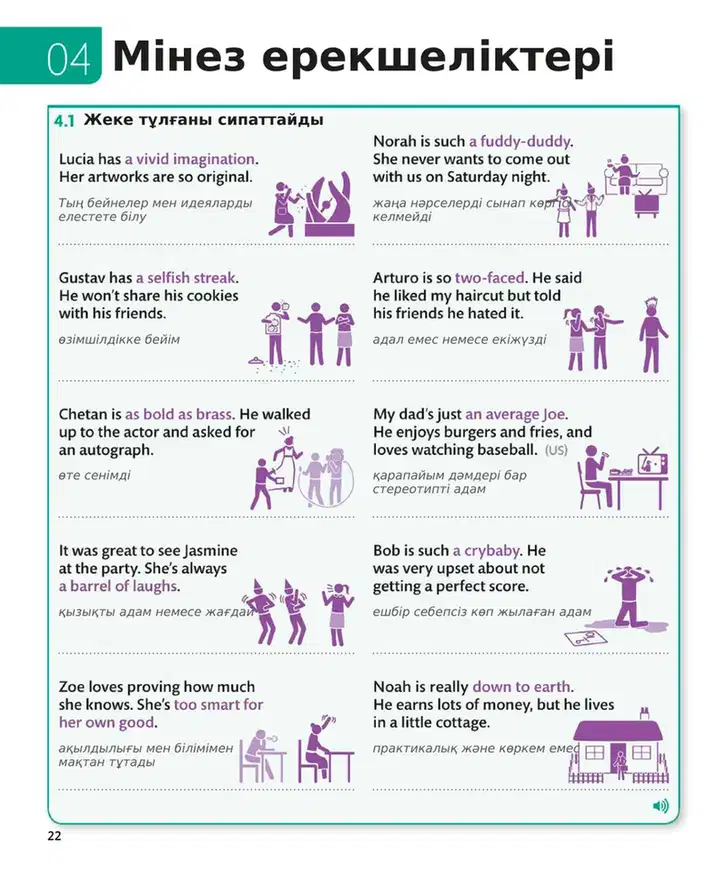 04 Мінез ерекшеліктері
4.1 Жеке тұлғаны сипаттайды
Lucia has a vivid imagination.
Her artworks are so original.
Тың бейнелер мен идеяларды
елестете білу
Norah is such a fuddy-duddy.
She never wants to come out
with us on Saturday night.
жаңа нәрселерді сынап көргісі
келмейді
Gustav has a selfish streak.
He won't share his cookies
with his friends.
өзімшілдікке бейім
Arturo is so two-faced. He said
he liked my haircut but told
his friends he hated it.
адал емес немесе екіжүзді
Chetan is as bold as brass. He walked
up to the actor and asked for
an autograph.
өте сенімді
My dad's just an average Joe.
He enjoys burgers and fries, and
loves watching baseball. (US)
қарапайым дәмдері бар
стереотипті адам
It was great to see Jasmine
at the party. She's always
a barrel of laughs.
қызықты адам немесе жағдай
Bob is such a crybaby. He
was very upset about not
getting a perfect score.
ешбір себепсіз көп жылаған адам
Zoe loves proving how much
she knows. She's too smart for
her own good.
ақылдылығы мен білімімен
мақтан тұтады
Noah is really down to earth.
He earns lots of money, but he lives
in a little cottage.
практикалық және көркем емес
22